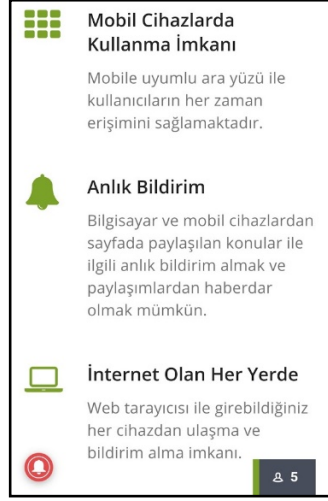 Mobil Cihazlarda
Kullanma İmkanı
Mobile uyumlu ara yüzü ile
kullanıcıların her zaman
erişimini sağlamaktadır.
Anlık Bildirim
Bilgisayar ve mobil cihazlardan
sayfada paylaşılan konular ile
ilgili anlık bildirim almak ve
paylaşımlardan haberdar
olmak mümkün.
İnternet Olan Her Yerde
Web tarayıcısı ile girebildiğiniz
her cihazdan ulaşma ve
bildirim alma imkanı.
5